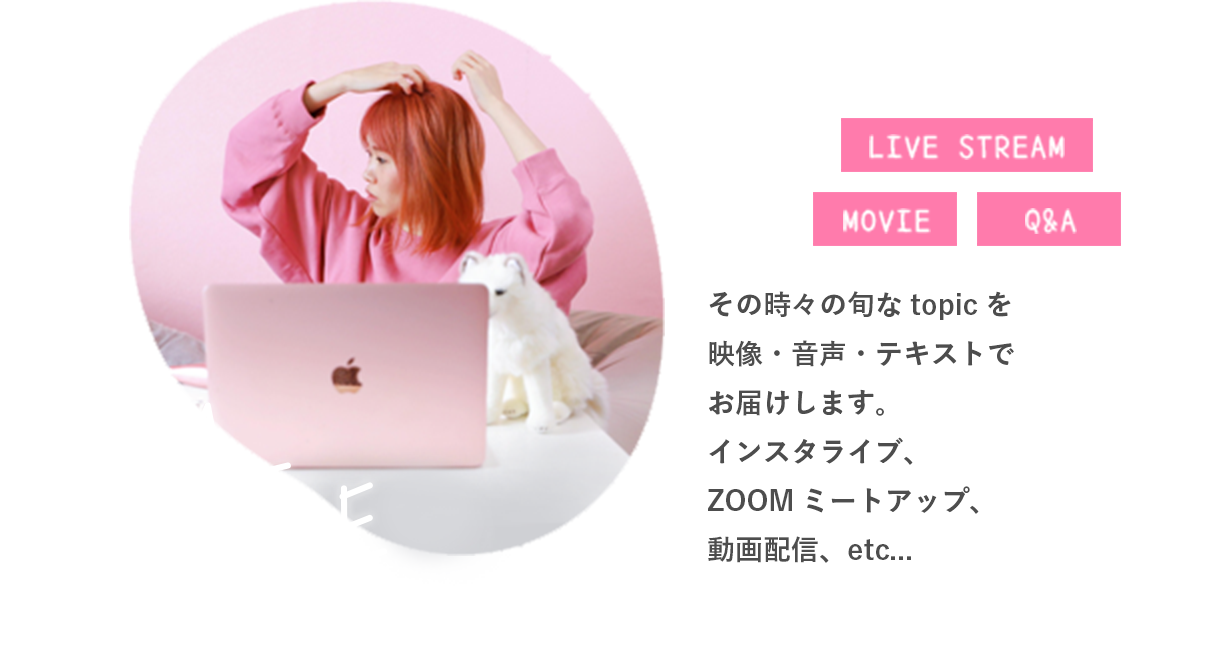 LIVE STREAM
MOVIE Q&A
その時々の旬な topic を
映像・音声・テキストで
お届けします。
インスタライブ、
ZOOM ミートアップ、
動画配信、etc...